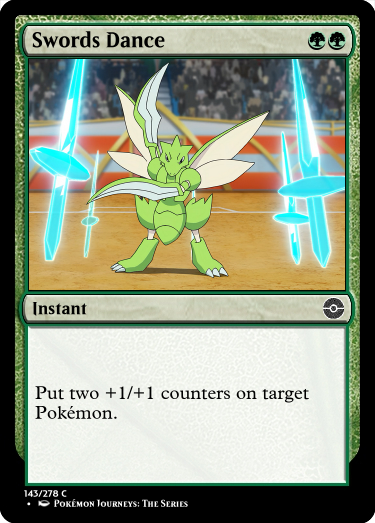 Swords Dance
Instant
Put two +1/+1 counters on target
Pokémon.
143/278 C
• Pokémon Journeys: The Series